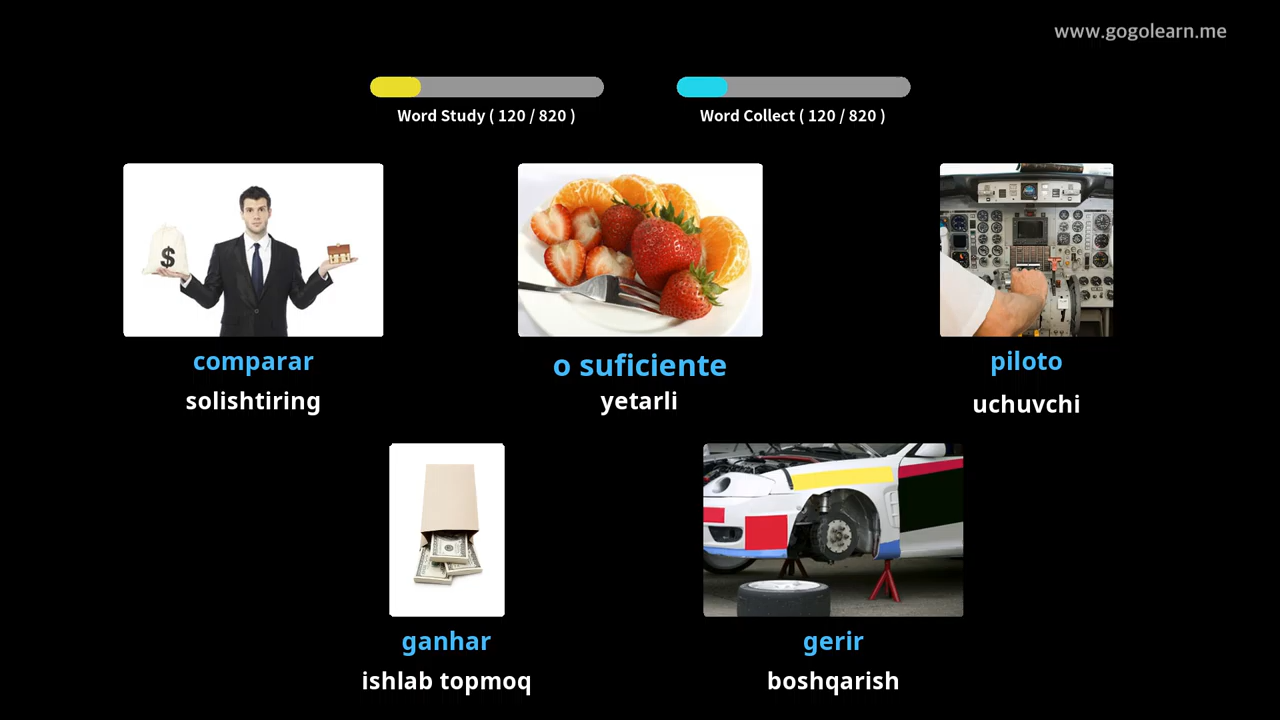 www.gogolearn.me
Word Study ( 120 / 820 )
Word Collect ( 120 / 820 )
$
comparar
solishtiring
o suficiente
yetarli
piloto
uchuvchi
ganhar
ishlab topmoq
gerir
boshqarish